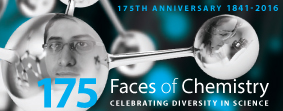 175TH ANNIVERSARY 1841-2016
175 Faces of Chemistry
CELEBRATING DIVERSITY IN SCIENCE